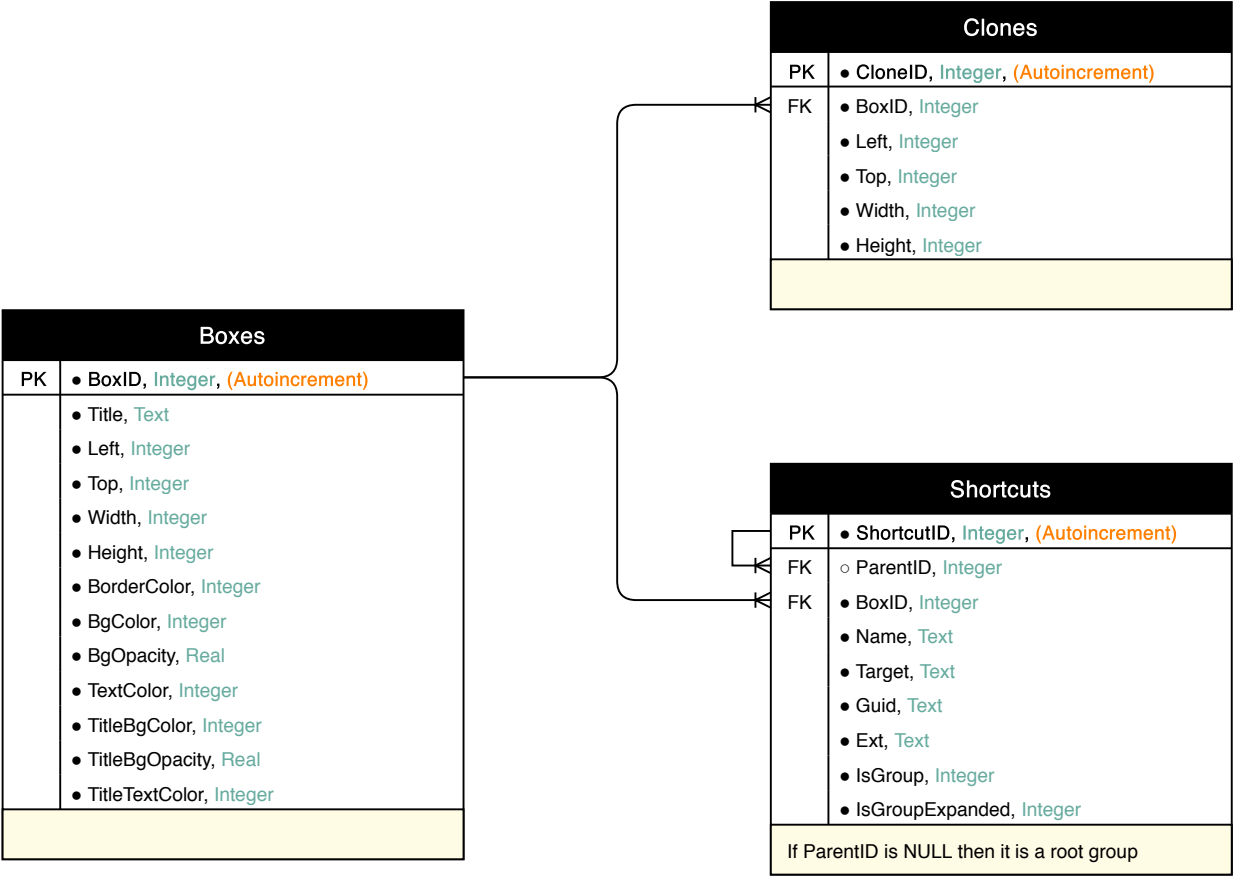 Clones
PK ● CloneID, Integer, (Autoincrement)
FK ● BoxID, Integer
● Left, Integer
● Top, Integer
● Width, Integer
● Height, Integer
Boxes
PK ● BoxID, Integer, (Autoincrement)
● Title, Text
● Left, Integer
● Top, Integer
● Width, Integer
● Height, Integer
● BorderColor, Integer
● BgColor, Integer
● BgOpacity, Real
● TextColor, Integer
● TitleBgColor, Integer
● TitleBgOpacity, Real
● TitleTextColor, Integer
Shortcuts
PK ● ShortcutID, Integer, (Autoincrement)
FK ○ ParentID, Integer
FK ● BoxID, Integer
● Name, Text
● Target, Text
● Guid, Text
● Ext, Text
● IsGroup, Integer
● IsGroupExpanded, Integer
If ParentID is NULL then it is a root group